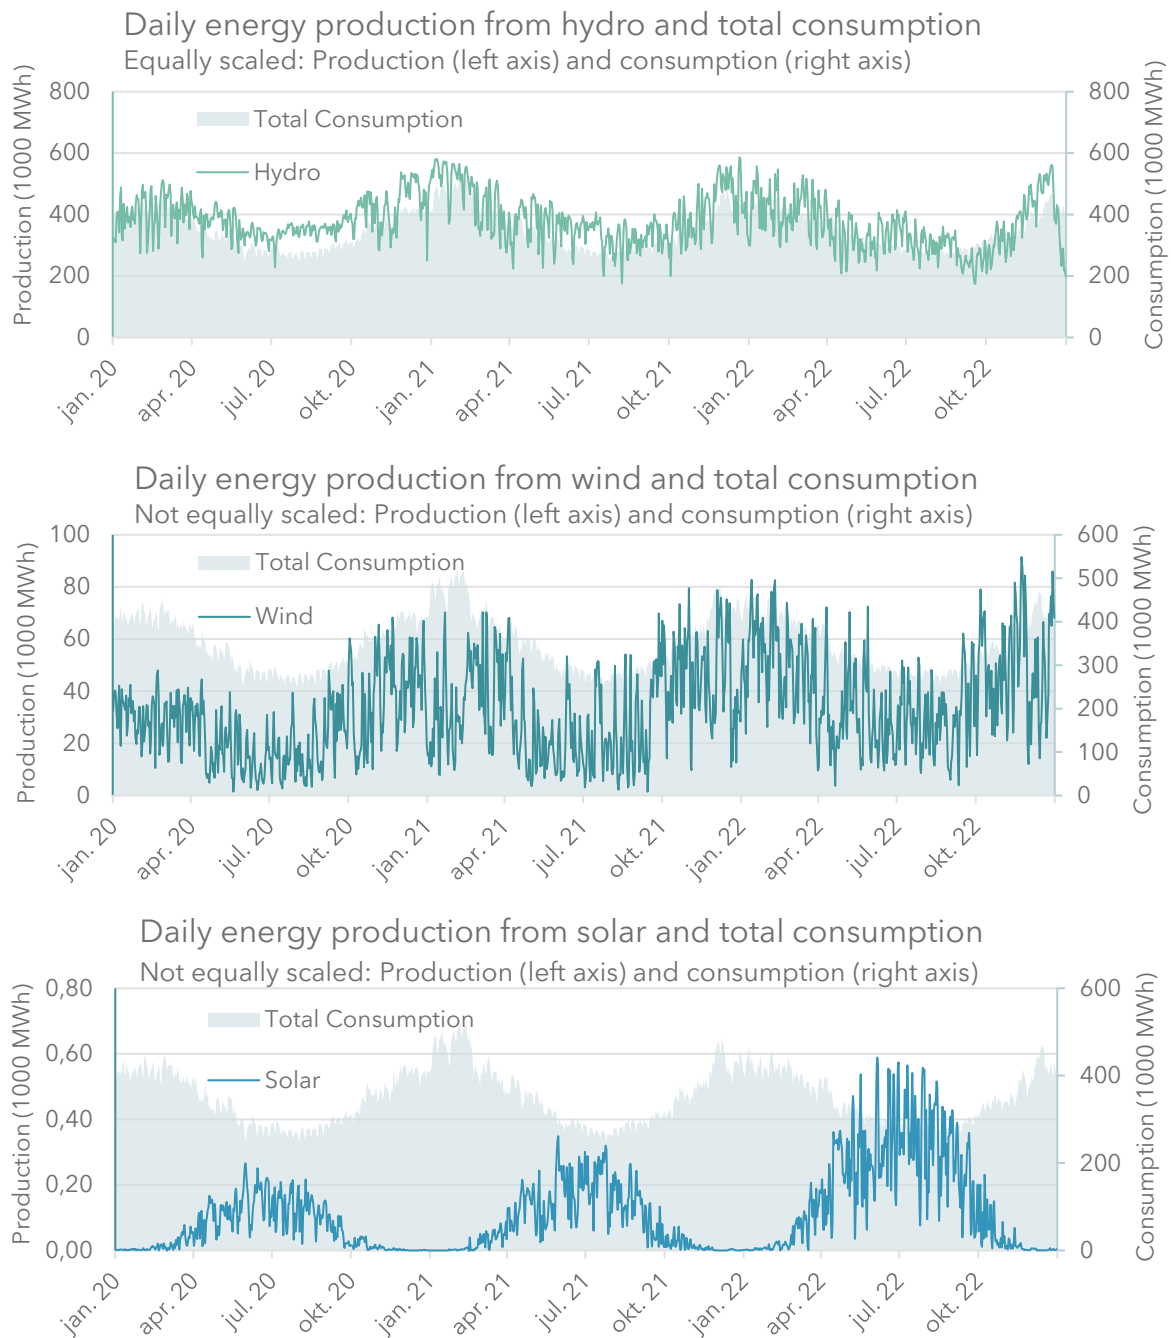 Daily energy production from hydro and total consumption
Equally scaled: Production (left axis) and consumption (right axis)
Production (1000 MWh)
800
600
400
200
0
Total Consumption
Hydro
800
600
400
200
0
Consumption (1000 MWh)
jan. 20
apr. 20
jul. 20
okt. 20
jan. 21
apr. 21
jul. 21
okt. 21
jan. 22
apr. 22
jul. 22
okt. 22
Daily energy production from wind and total consumption
Not equally scaled: Production (left axis) and consumption (right axis)
Production (1000 MWh)
100
80
60
40
20
0
Total Consumption
Wind
600
500
400
300
200
100
0
Consumption (1000 MWh)
jan. 20
apr. 20
jul. 20
okt. 20
jan. 21
apr. 21
jul. 21
okt. 21
jan. 22
apr. 22
jul. 22
okt. 22
Daily energy production from solar and total consumption
Not equally scaled: Production (left axis) and consumption (right axis)
Production (1000 MWh)
0,80
0,60
0,40
0,20
0,00
Total Consumption
Solar
600
400
200
0
Consumption (1000 MWh)
jan. 20
apr. 20
jul. 20
okt. 20
jan. 21
apr. 21
jul. 21
okt. 21
jan. 22
apr. 22
jul. 22
okt. 22